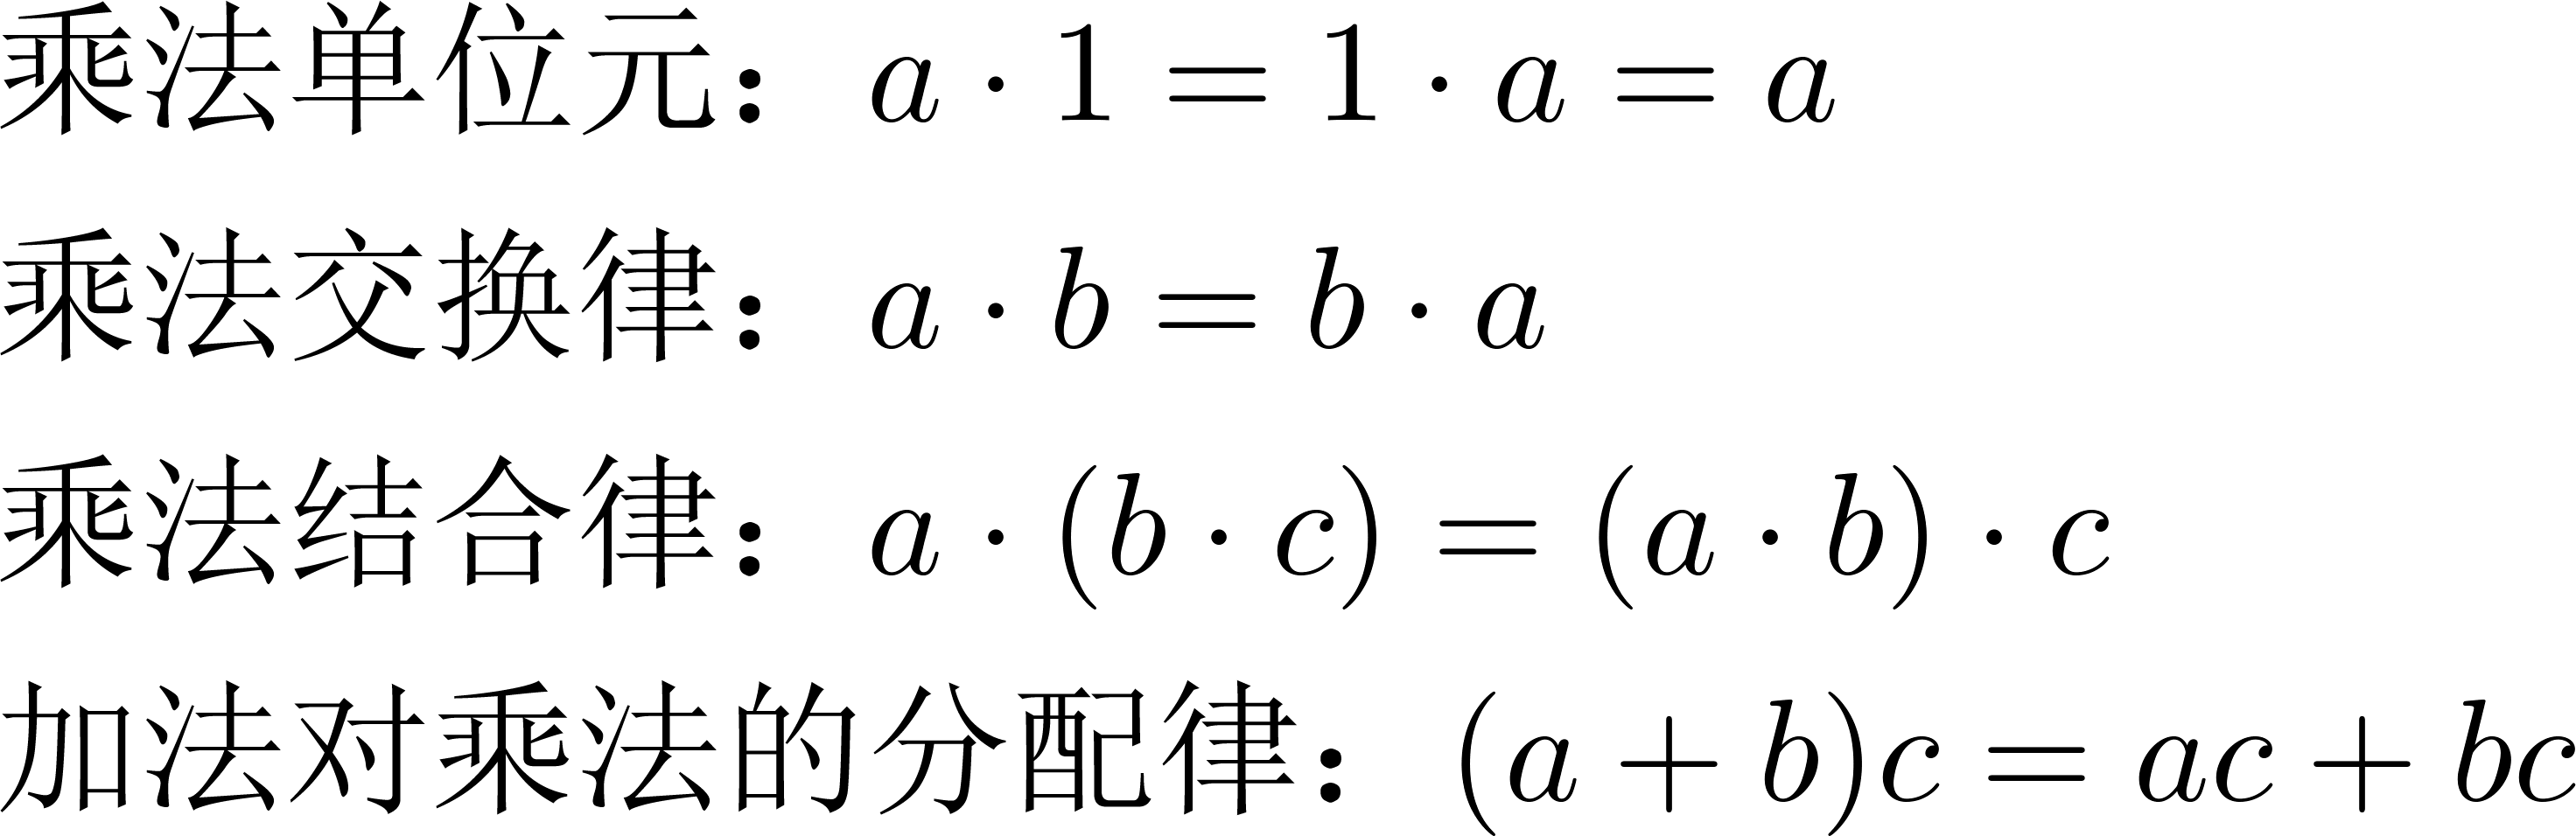 乘法单位元：a · 1 = 1 · a = a
乘法交换律：a · b = b · a
乘法结合律：a · (b · c) = (a · b) · c
加法对乘法的分配律：(a + b)c = ac + bc